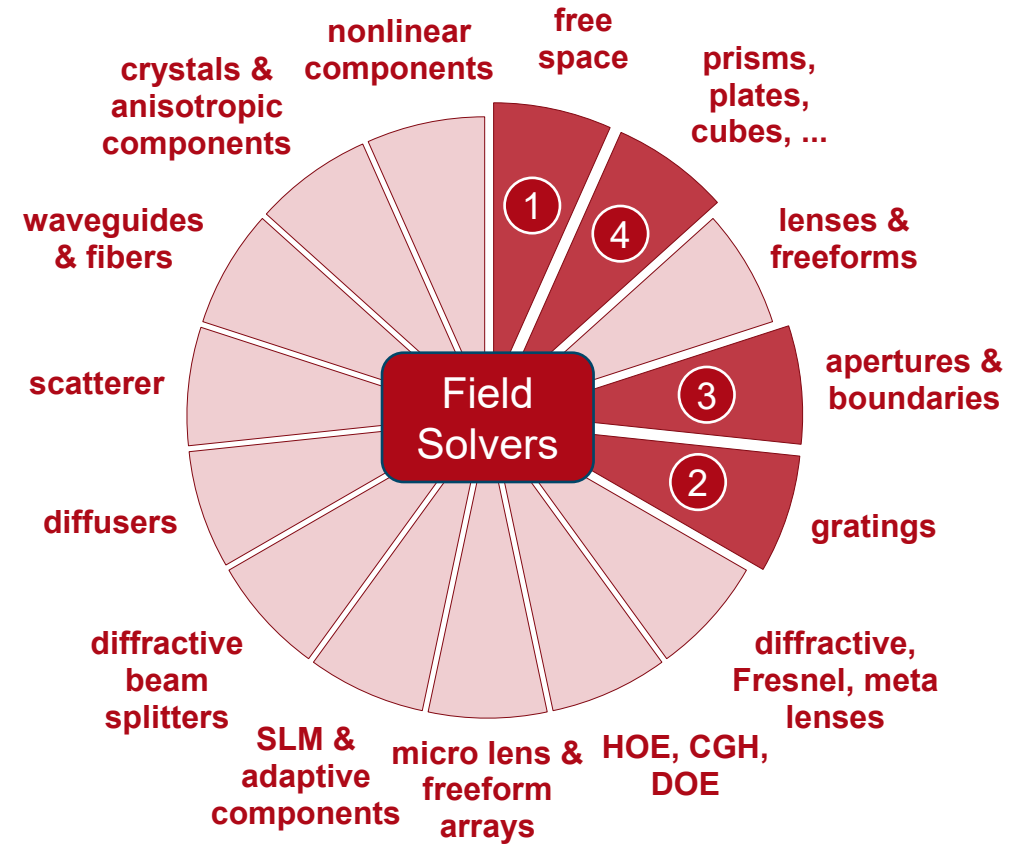 nonlinear
components
free
space
prisms,
plates,
cubes, ...
crystals &
anisotropic
components
waveguides
& fibers
lenses &
freeforms
1
4
scatterer
apertures &
boundaries
3
Field
Solvers
2
diffusers
gratings
diffractive
beam
splitters
diffractive,
Fresnel, meta
lenses
SLM &
adaptive
components
micro lens &
freeform
arrays
HOE, CGH,
DOE